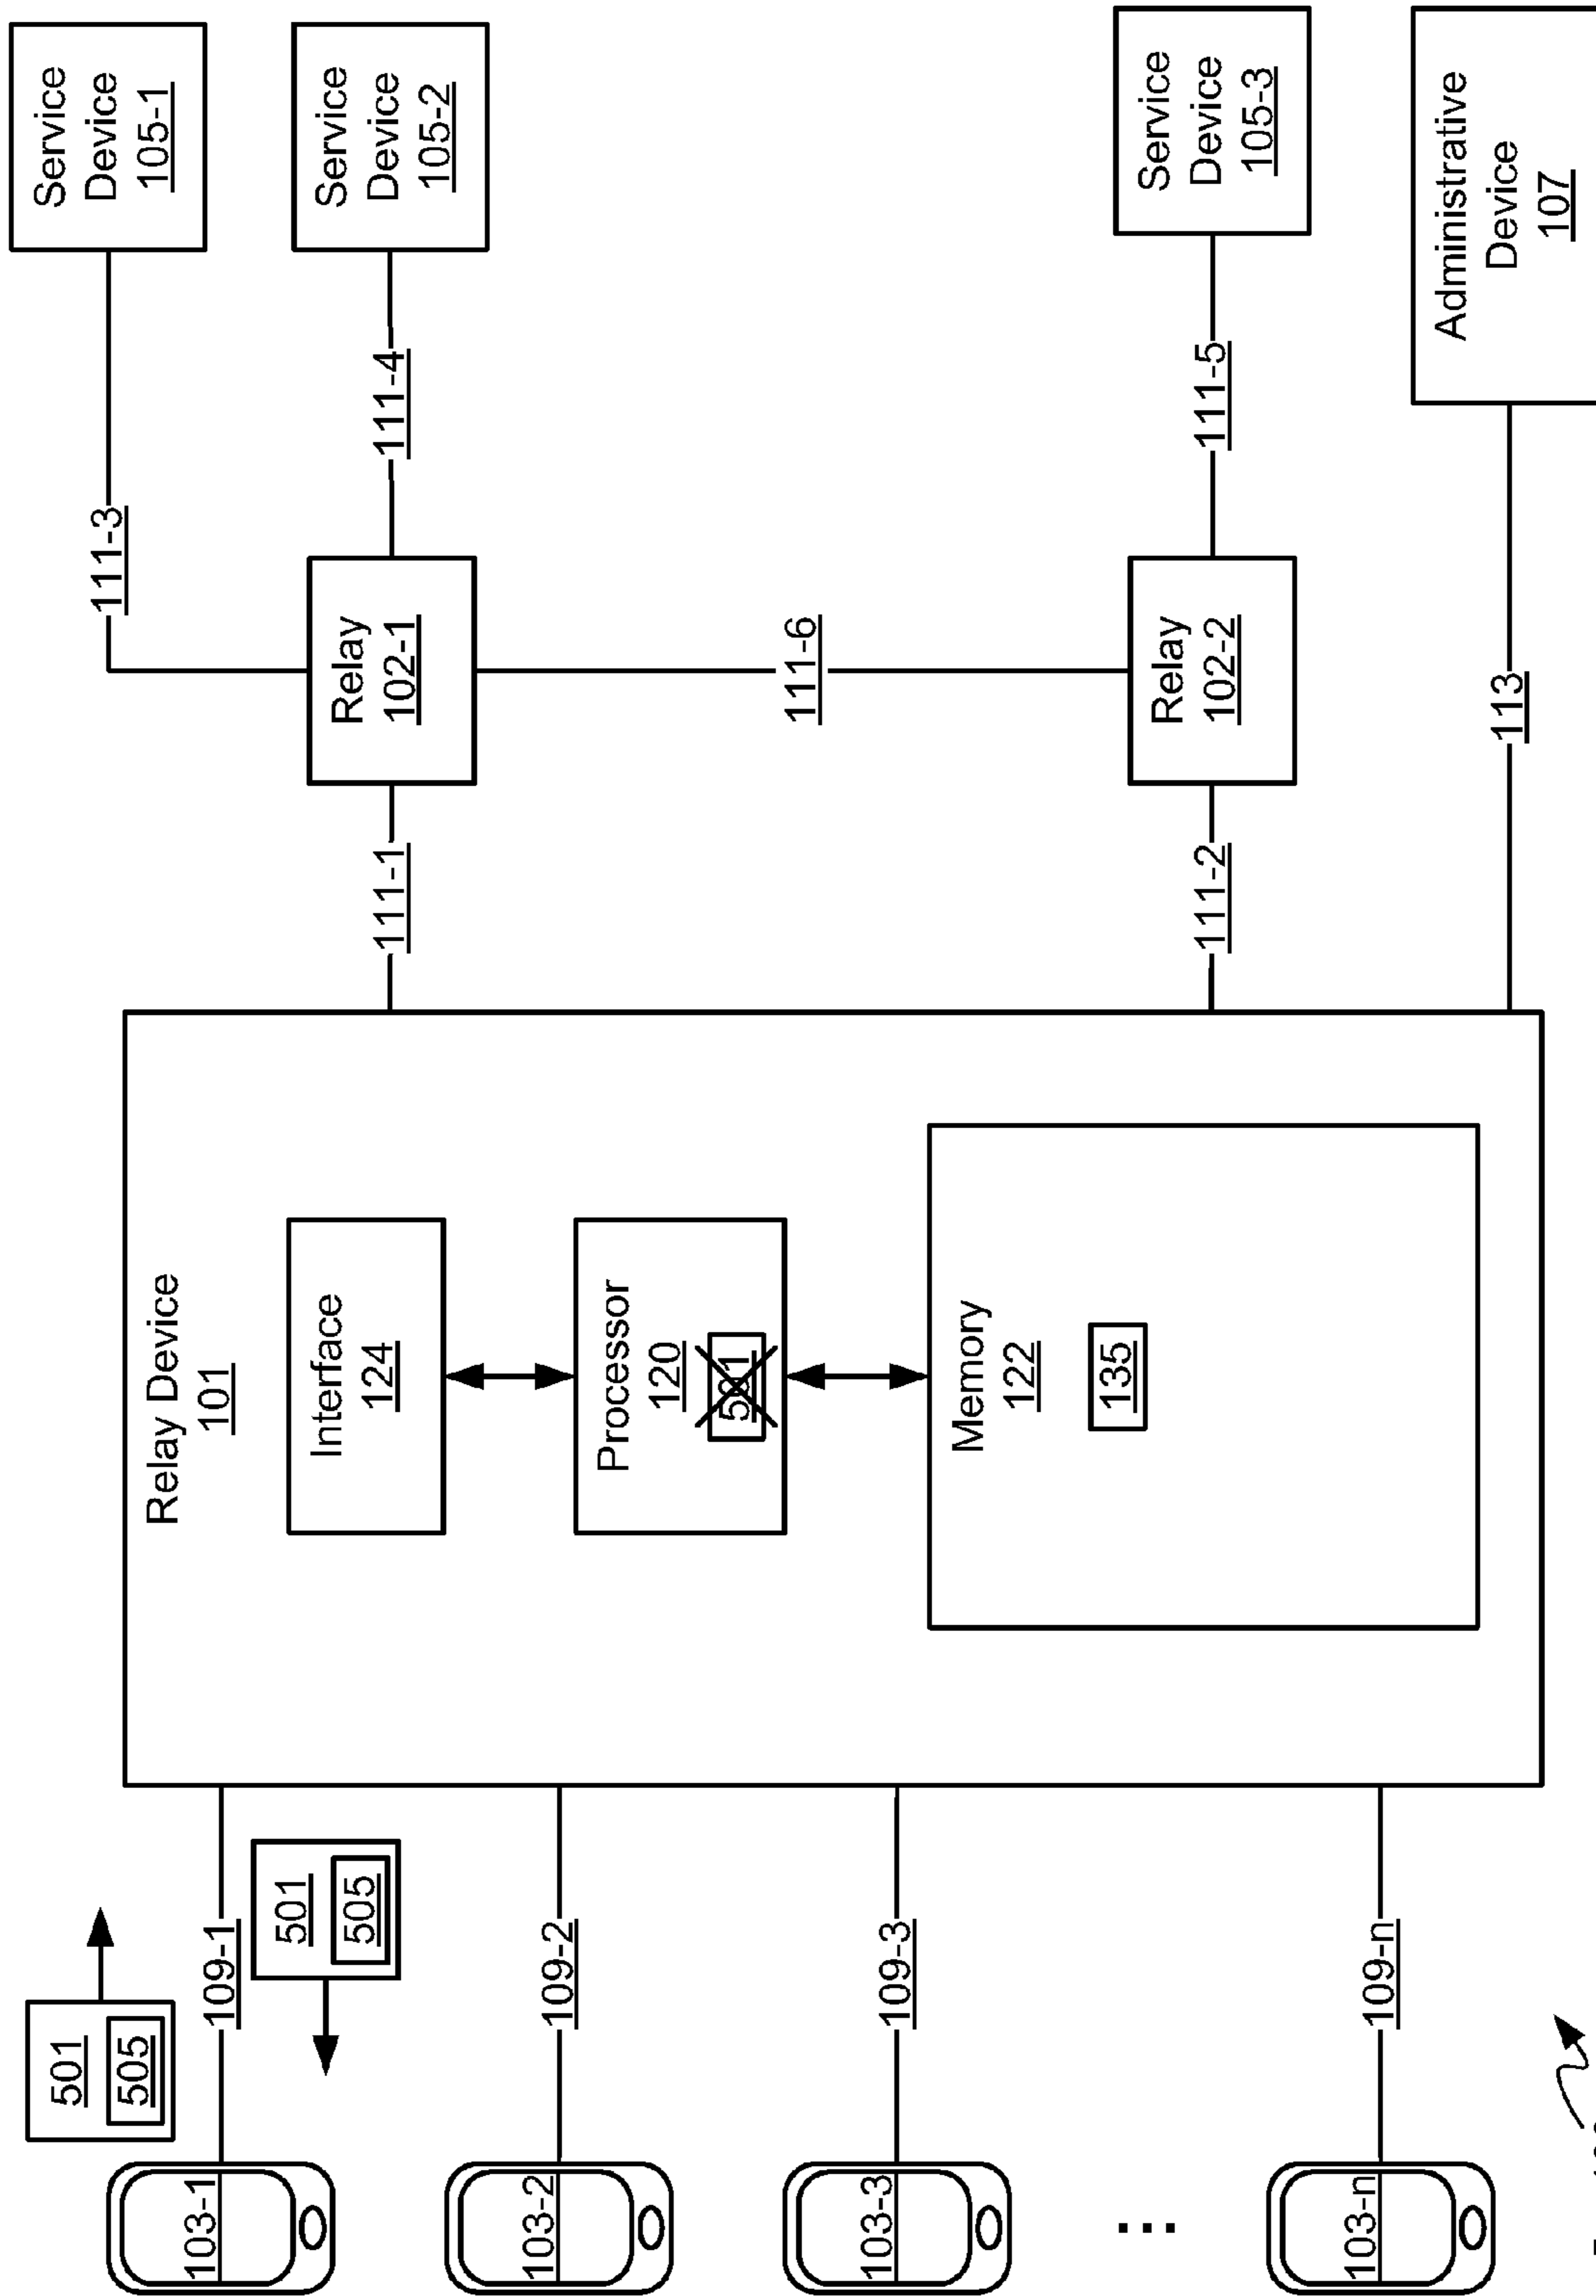 501
505
109-1
501
505
103-1
109-2
103-2
109-3
103-3
...
109-n
103-n
Relay Device
101
Interface
124
Processor
120
501
Memory
122
135
111-1
111-2
113
Relay
102-1
111-6
Relay
102-2
111-3
111-4
111-5
Service
Device
105-1
Service
Device
105-2
Service
Device
105-3
Administrative
Device
107